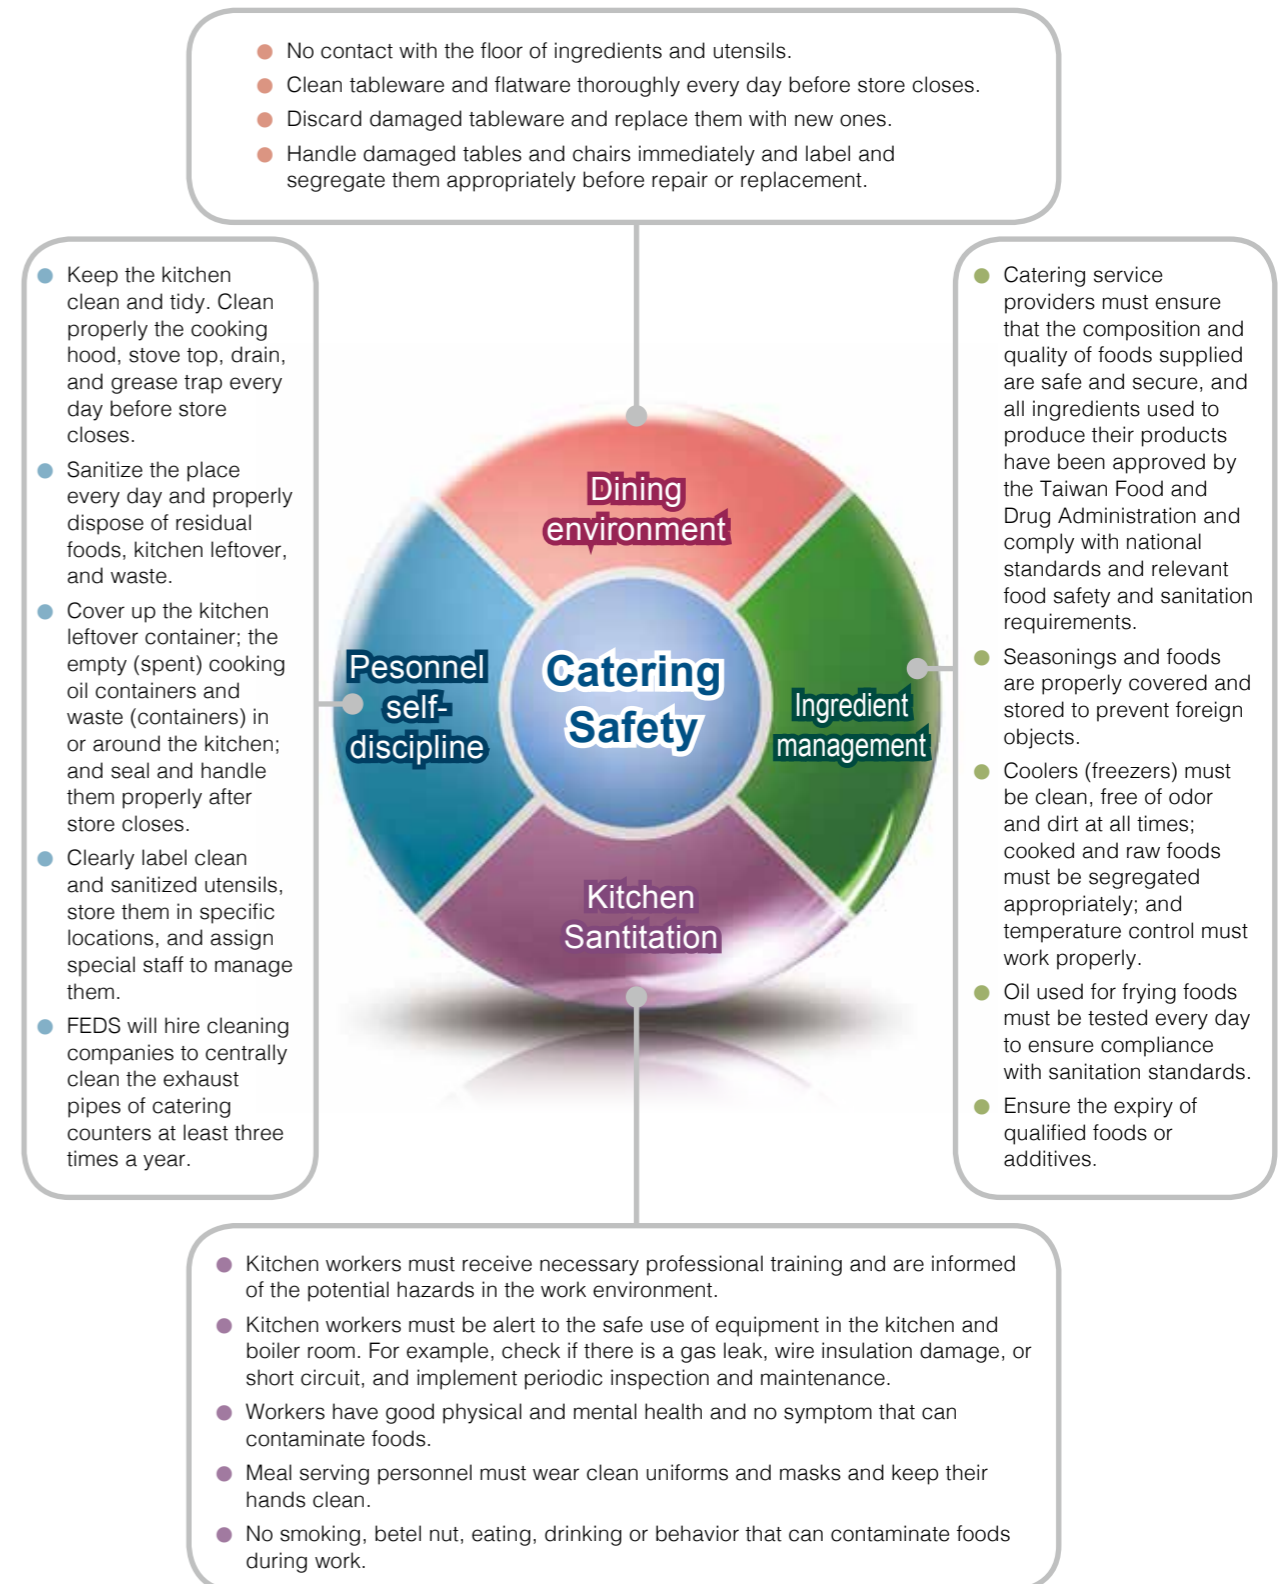 No contact with the floor of ingredients and utensils.
Clean tableware and flatware thoroughly every day before store closes.
Discard damaged tableware and replace them with new ones.
Handle damaged tables and chairs immediately and label and
segregate them appropriately before repair or replacement.
Keep the kitchen
clean and tidy. Clean
properly the cooking
hood, stove top, drain,
and grease trap every
day before store
closes.
Sanitize the place
every day and properly
dispose of residual
foods, kitchen leftover,
and waste.
Cover up the kitchen
leftover container; the
empty (spent) cooking
oil containers and
waste (containers) in
or around the kitchen;
and seal and handle
them properly after
store closes.
Clearly label clean
and sanitized utensils,
store them in specific
locations, and assign
special staff to manage
them.
FEDS will hire cleaning
companies to centrally
clean the exhaust
pipes of catering
counters at least three
times a year.
Dining
environment
Pesonnel
self-
discipline
Catering
Safety
Ingredient
management
Kitchen
Santitation
Catering service
providers must ensure
that the composition and
quality of foods supplied
are safe and secure, and
all ingredients used to
produce their products
have been approved by
the Taiwan Food and
Drug Administration and
comply with national
standards and relevant
food safety and sanitation
requirements.
Seasonings and foods
are properly covered and
stored to prevent foreign
objects.
Coolers (freezers) must
be clean, free of odor
and dirt at all times;
cooked and raw foods
must be segregated
appropriately; and
temperature control must
work properly.
Oil used for frying foods
must be tested every day
to ensure compliance
with sanitation standards.
Ensure the expiry of
qualified foods or
additives.
Kitchen workers must receive necessary professional training and are informed
of the potential hazards in the work environment.
Kitchen workers must be alert to the safe use of equipment in the kitchen and
boiler room. For example, check if there is a gas leak, wire insulation damage, or
short circuit, and implement periodic inspection and maintenance.
Workers have good physical and mental health and no symptom that can
contaminate foods.
Meal serving personnel must wear clean uniforms and masks and keep their
hands clean.
No smoking, betel nut, eating, drinking or behavior that can contaminate foods
during work.